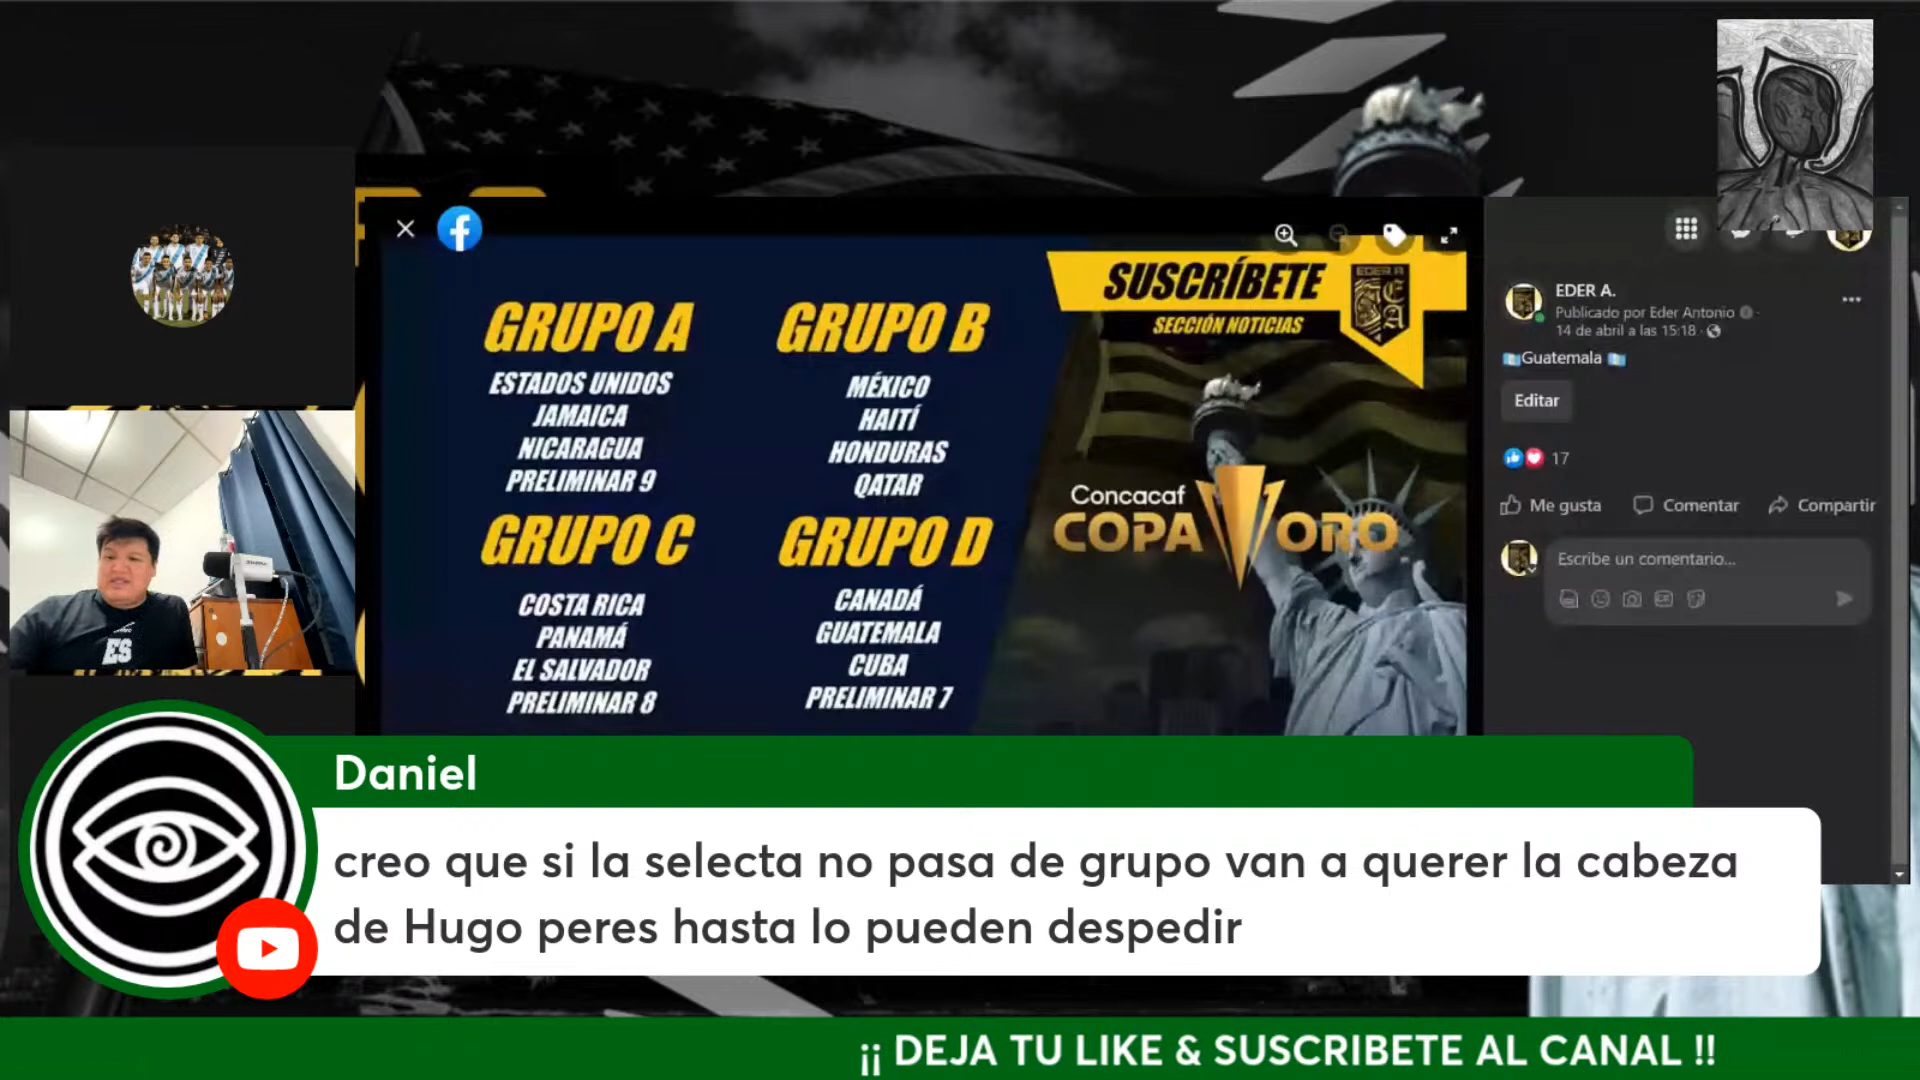 SUSCRÍBETE
SECCIÓN NOTICIAS
EDER A
EA
GRUPO A
ESTADOS UNIDOS
JAMAICA
NICARAGUA
PRELIMINAR 9
GRUPO B
MÉXICO
HAITÍ
HONDURAS
QATAR
GRUPO C
COSTA RICA
PANAMÁ
EL SALVADOR
PRELIMINAR 8
GRUPO D
CANADÁ
GUATEMALA
CUBA
PRELIMINAR 7
Concacaf
COPA ORO
EDER A.
Publicado por Eder Antonio
14 de abril a las 15:18
Guatemala
Editar
17
Me gusta Comentar Compartir
Escribe un comentario...
ES
Daniel
creo que si la selecta no pasa de grupo van a querer la cabeza
de Hugo peres hasta lo pueden despedir
¡¡ DEJA TU LIKE & SUSCRIBETE AL CANAL !!